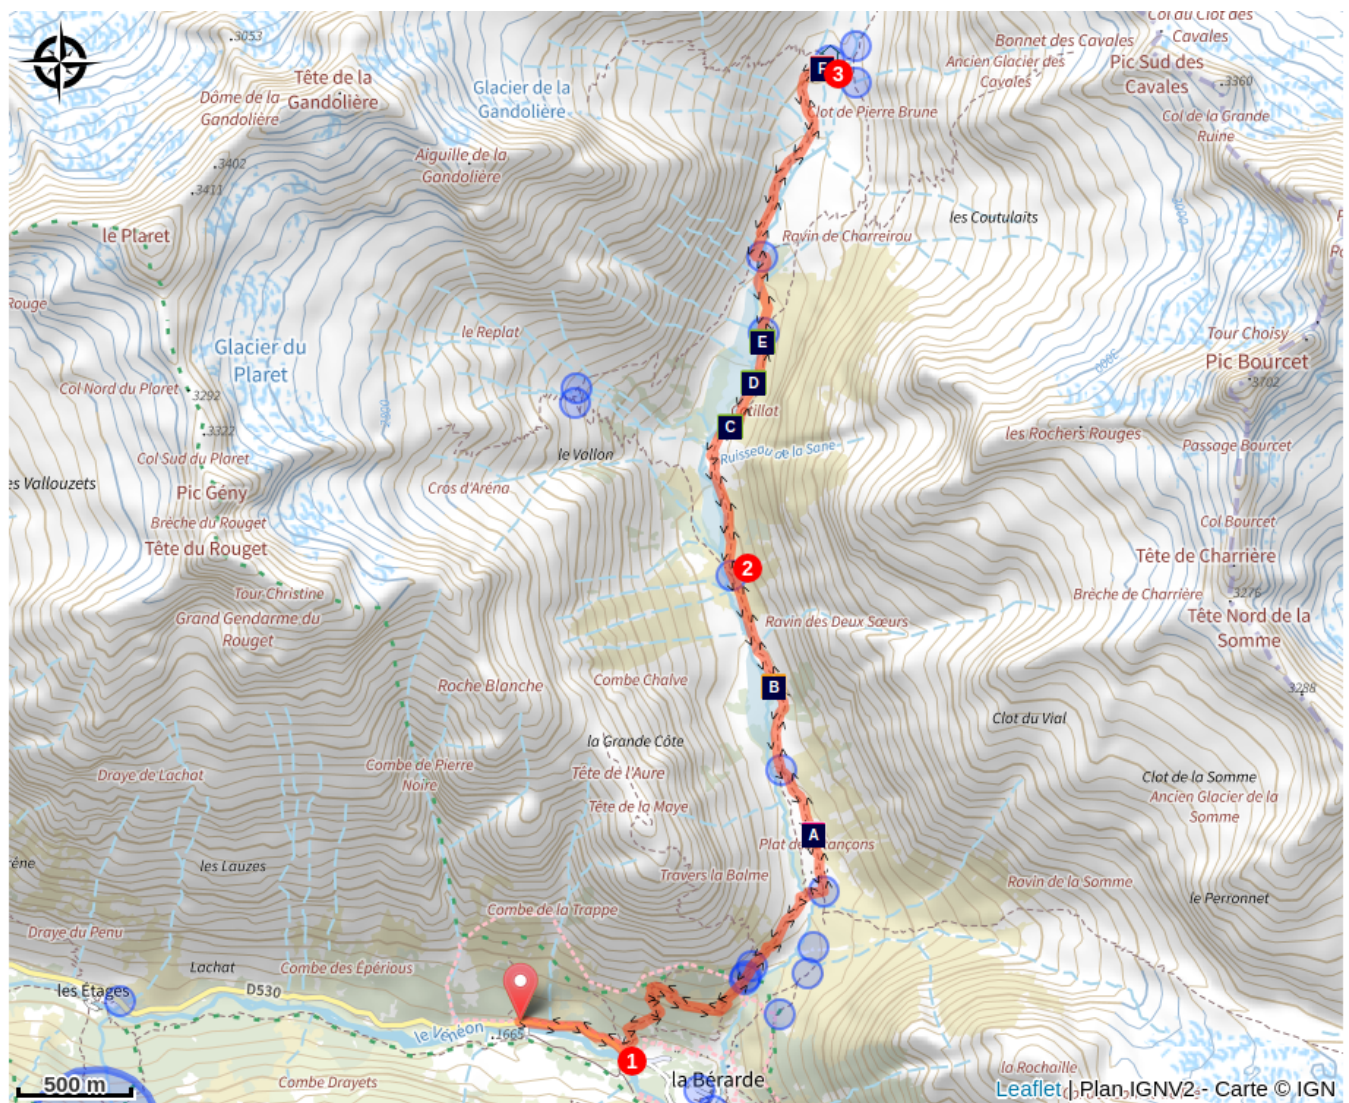 Col du Clot des
Cavales
3053
Bonnet des Cavales
Ancien Glacier des
Cavales
Pic Sud des
Cavales
3360
Tête de la
Gandolière
Glacier de la
Gandolière
Dôme de la
Gandolière
F
3
lot de Pierre Brune
Col de la Grande
Ruine
3402
3411
Aiguille de la
Gandolière
3000
les Coutulaïts
le Plaret
Ravin de Charreirou
Rouge
le Replat
Tour Choisy
Glacier du
Plaret
E
Pic Bourcet
3000
Col Nord du Plaret
3292
D
3702
2800
C
3322
les Rochers Rouges
Passage Bourcet
Ruisseau de la Sane
Col Sud du Plaret
le Vallon
es Vallouzets
Pic Gény
Cros d'Aréna
Brèche du Rouget
Col Bourcet
Tête du Rouget
Tête de Charrière
2
Tour Christine
Brèche de Charrière
3276
Grand Gendarme du
Rouget
Ravin des Deux Sœurs
Tête Nord de la
Somme
Roche Blanche
Combe Chalve
B
3288
Clot du Vial
la Grande Côte
Draye de Lachat
Combe de Pierre
Noire
Tête de l'Aure
Clot de la Somme
Ancien Glacier de la
Somme
Tête de la Maye
A
les Lauzes
Travers la Balme
Ravin de la Somme
le Perronnet
Combe de la Trappe
Draye du Penu
Lachat
Combe des Épérious
les Étages
D530
le Vénéon
1665
1
la Bérarde
la Rochaille
Combe Drayets
500 m
Leaflet | Plan IGNV2 - Carte © IGN